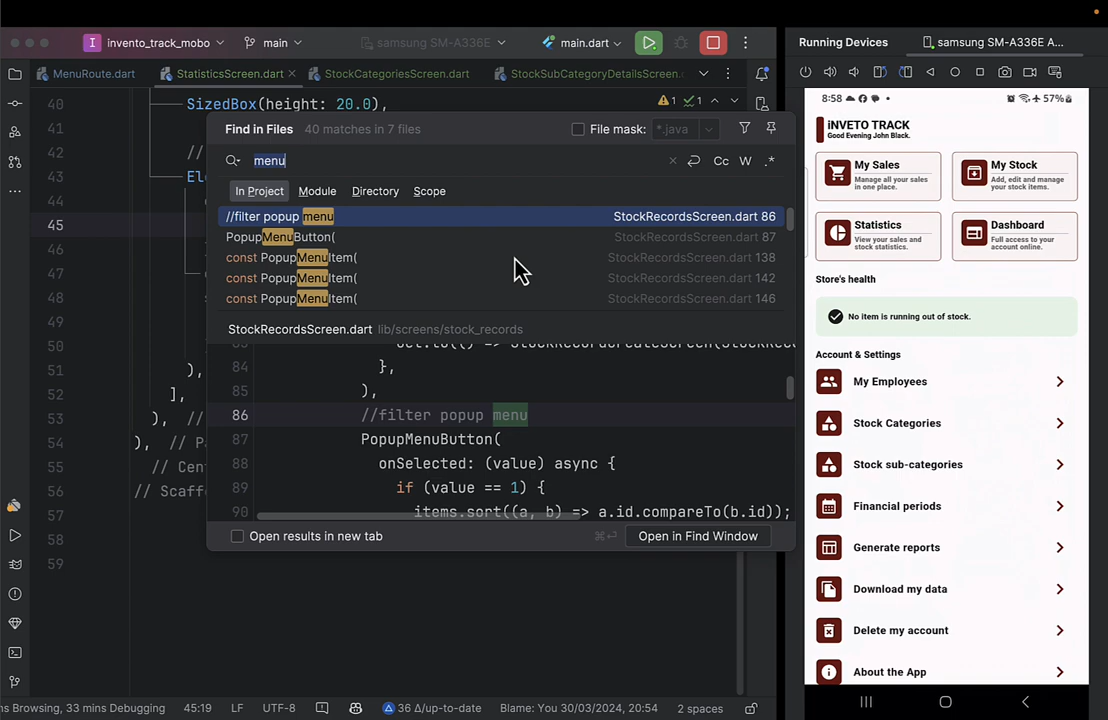 invento_track_mobo
main
samsung SM-A336E
main.dart
Running Devices
samsung SM-A336E A...
MenuRoute.dart
StatisticsScreen.dart
StockCategoriesScreen.dart
StockSubCategoryDetailsScreen.
40
SizedBox(height: 20.0),
1
1
41
42
//
43
El
44
45
46
47
48
49
50
51
),
52
],
53
), //
54
), // P
55
// Cen
56
// Scaff
57
58
59
Find in Files
40 matches in 7 files
File mask:
*.java
menu
Cc
W
.*
In Project
Module
Directory
Scope
//filter popup menu
StockRecordsScreen.dart 86
PopupMenuButton(
StockRecordsScreen.dart 87
const PopupMenuItem(
StockRecordsScreen.dart 138
const PopupMenuItem(
StockRecordsScreen.dart 142
const PopupMenuItem(
StockRecordsScreen.dart 146
StockRecordsScreen.dart lib/screens/stock_records
84
},
85
),
86
//filter popup menu
87
PopupMenuButton(
88
onSelected: (value) async {
89
if (value == 1) {
90
items.sort((a, b) => a.id.compareTo(b.id));
Open results in new tab
⌘⏎
Open in Find Window
8:58
57%
iNVETO TRACK
Good Evening John Black.
My Sales
Manage all your sales
in one place.
My Stock
Add, edit and manage
your stock items.
Statistics
View your sales and
stock statistics.
Dashboard
Full access to your
account online.
Store's health
No item is running out of stock.
Account & Settings
My Employees
Stock Categories
Stock sub-categories
Financial periods
Generate reports
Download my data
Delete my account
About the App
ns Browsing, 33 mins Debugging
45:19
LF
UTF-8
36 Δ/up-to-date
Blame: You 30/03/2024, 20:54
2 spaces